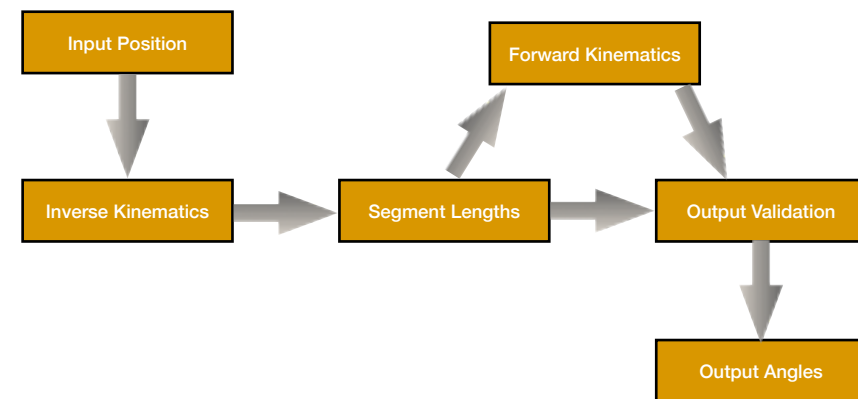 Input Position
Forward Kinematics
Inverse Kinematics
Segment Lengths
Output Validation
Output Angles